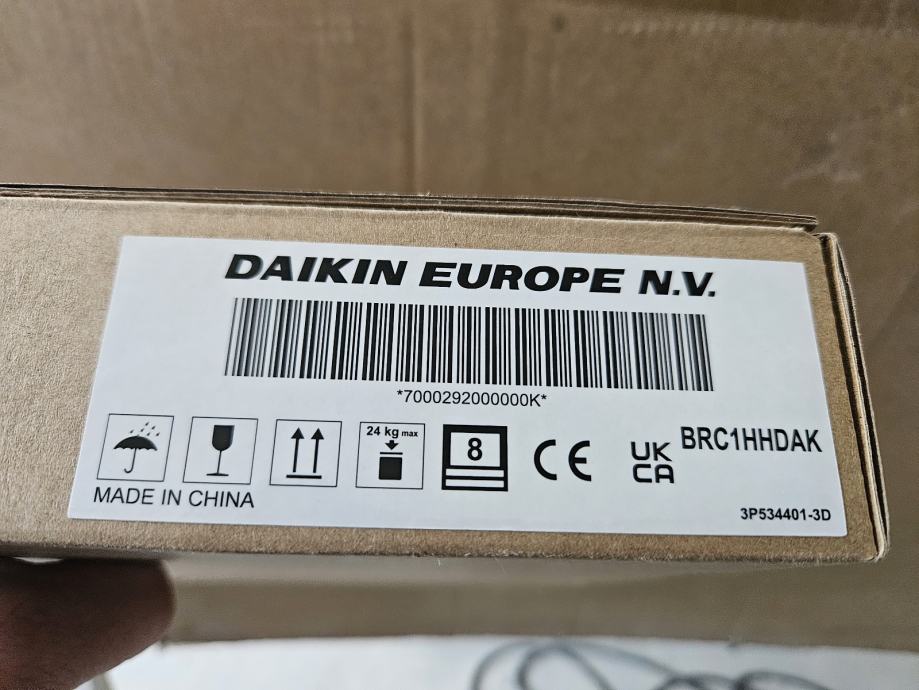 DAIKIN EUROPE N.V.
*7000292000000K*
24 kg max
8
CE
UK
CA
BRC1HHDAK
MADE IN CHINA
3P534401-3D